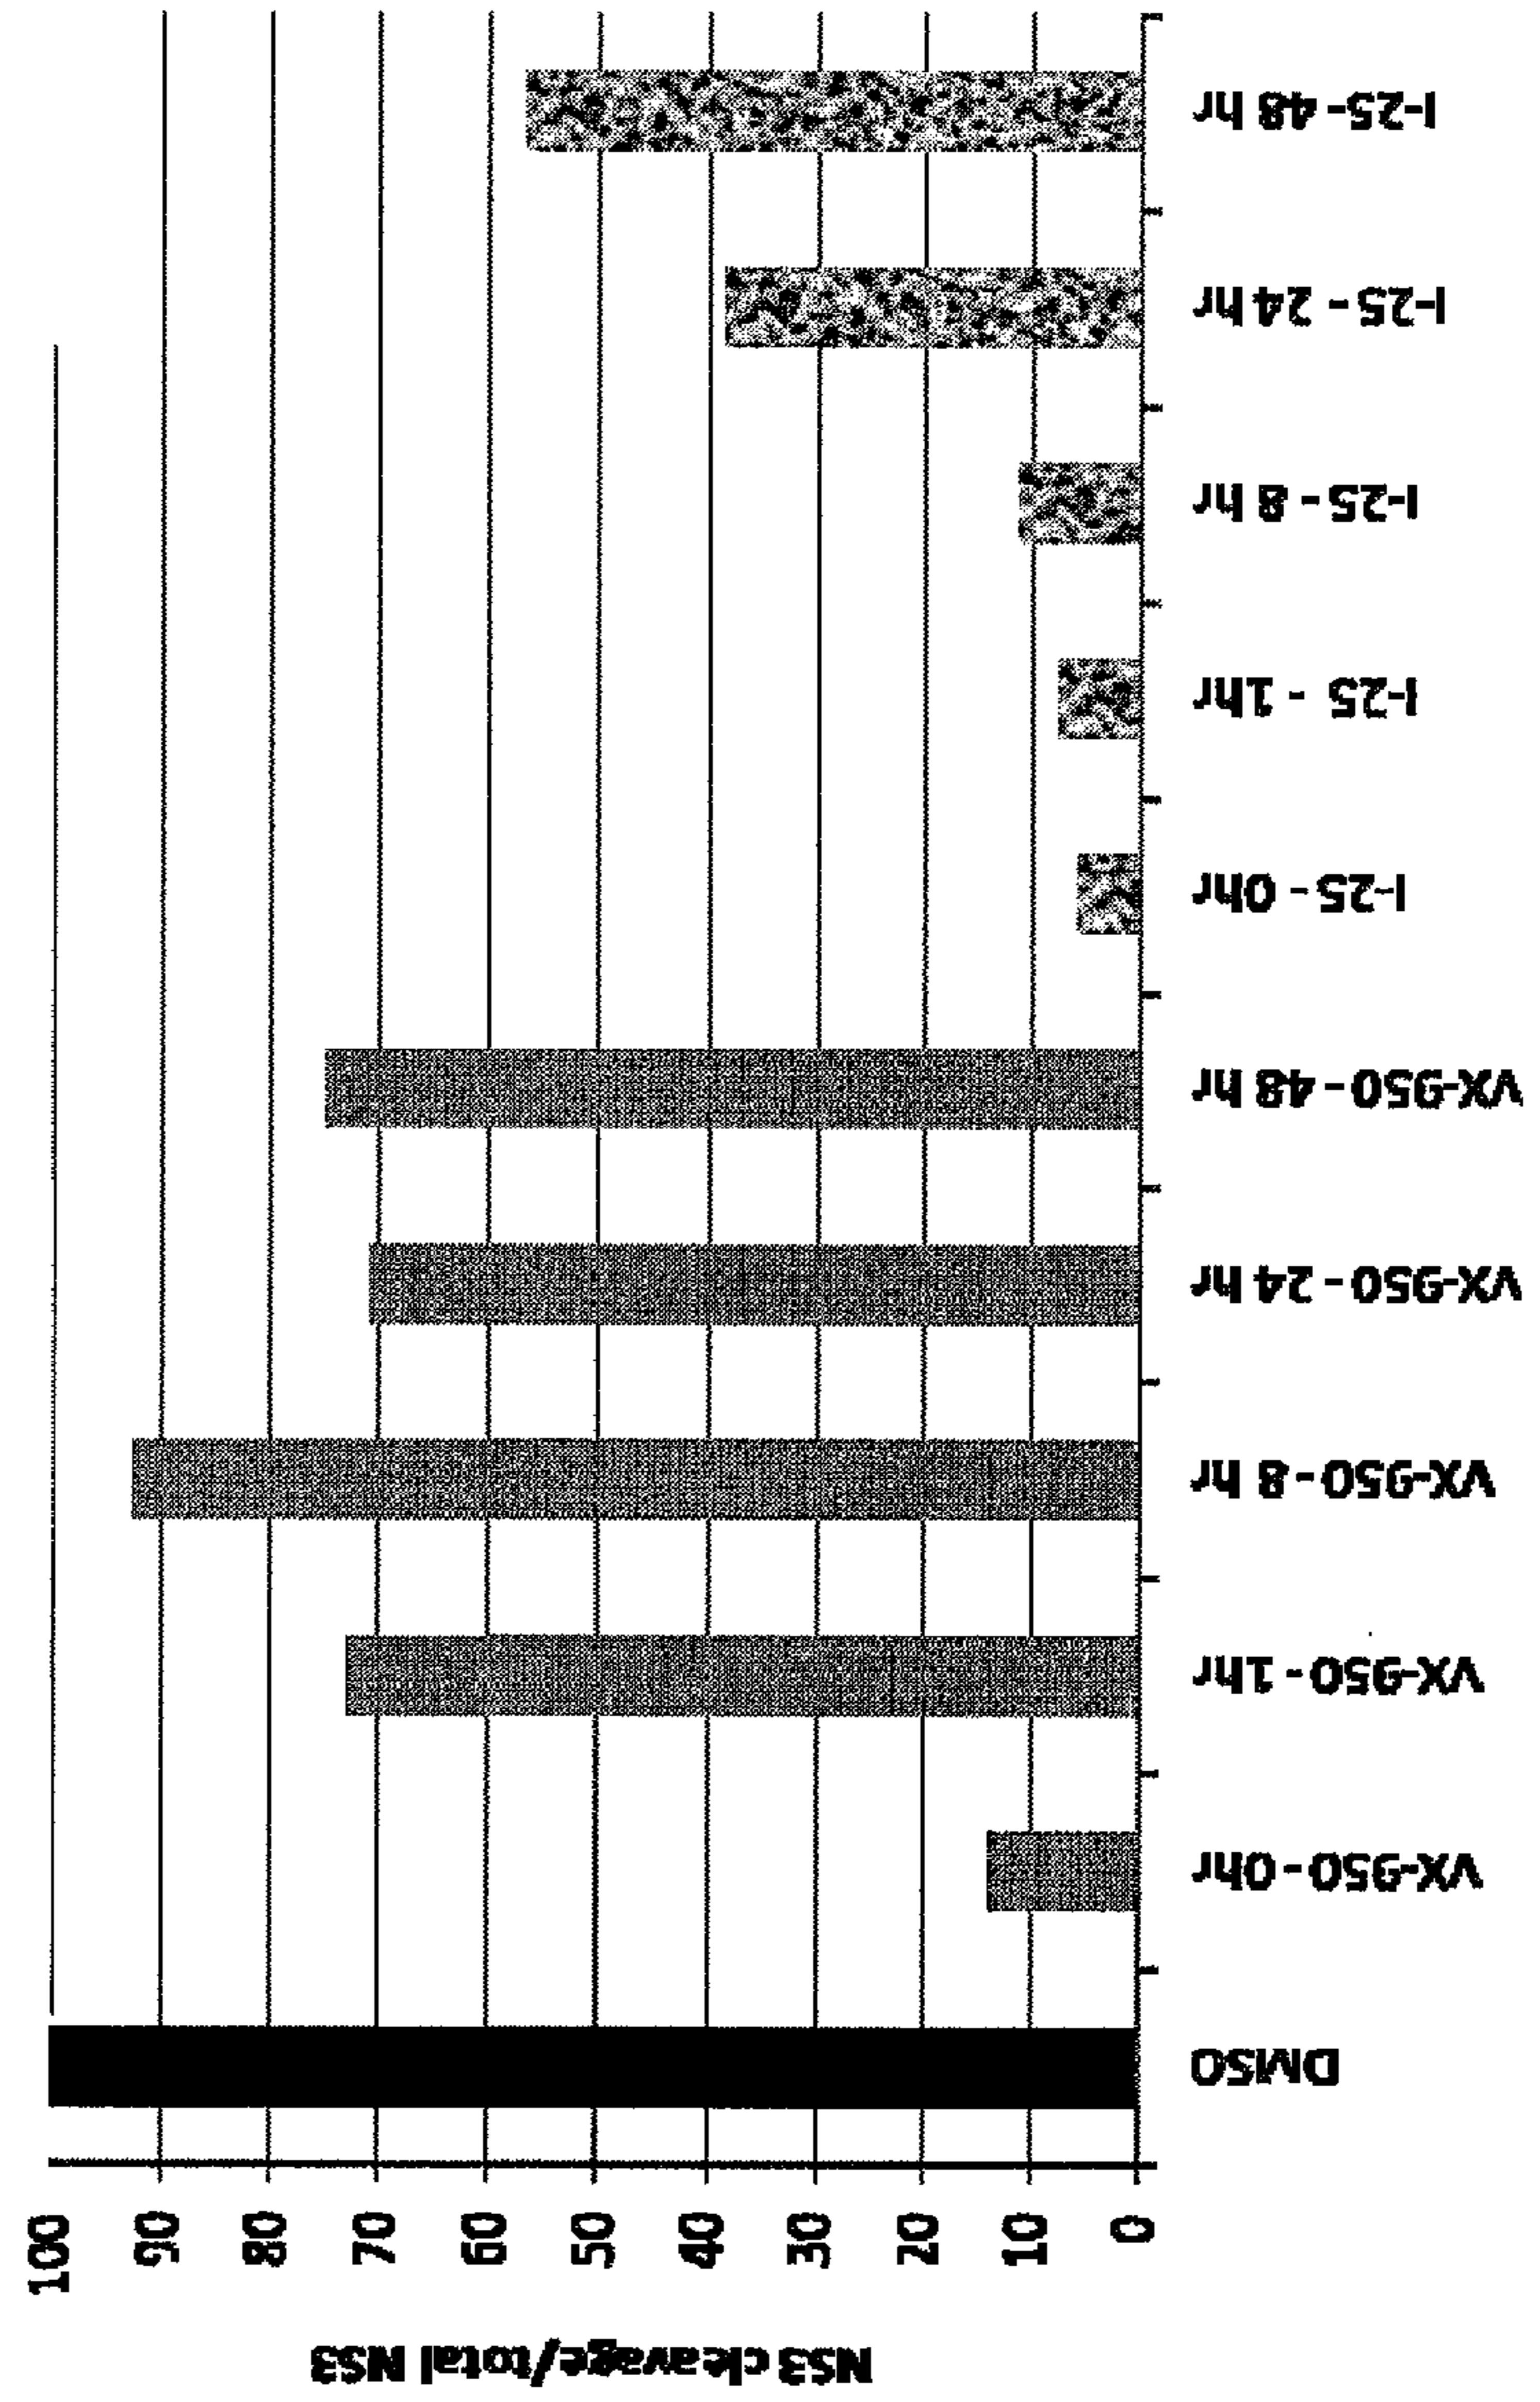 NS3 cleavage/total NS3
100
90
80
70
60
50
40
30
20
10
0
DMSO
VX-950 - 0hr
VX-950 - 1hr
VX-950 - 8 hr
VX-950 - 24 hr
VX-950 - 48 hr
I-25 - 0hr
I-25 - 1hr
I-25 - 8 hr
I-25 - 24 hr
I-25 - 48 hr